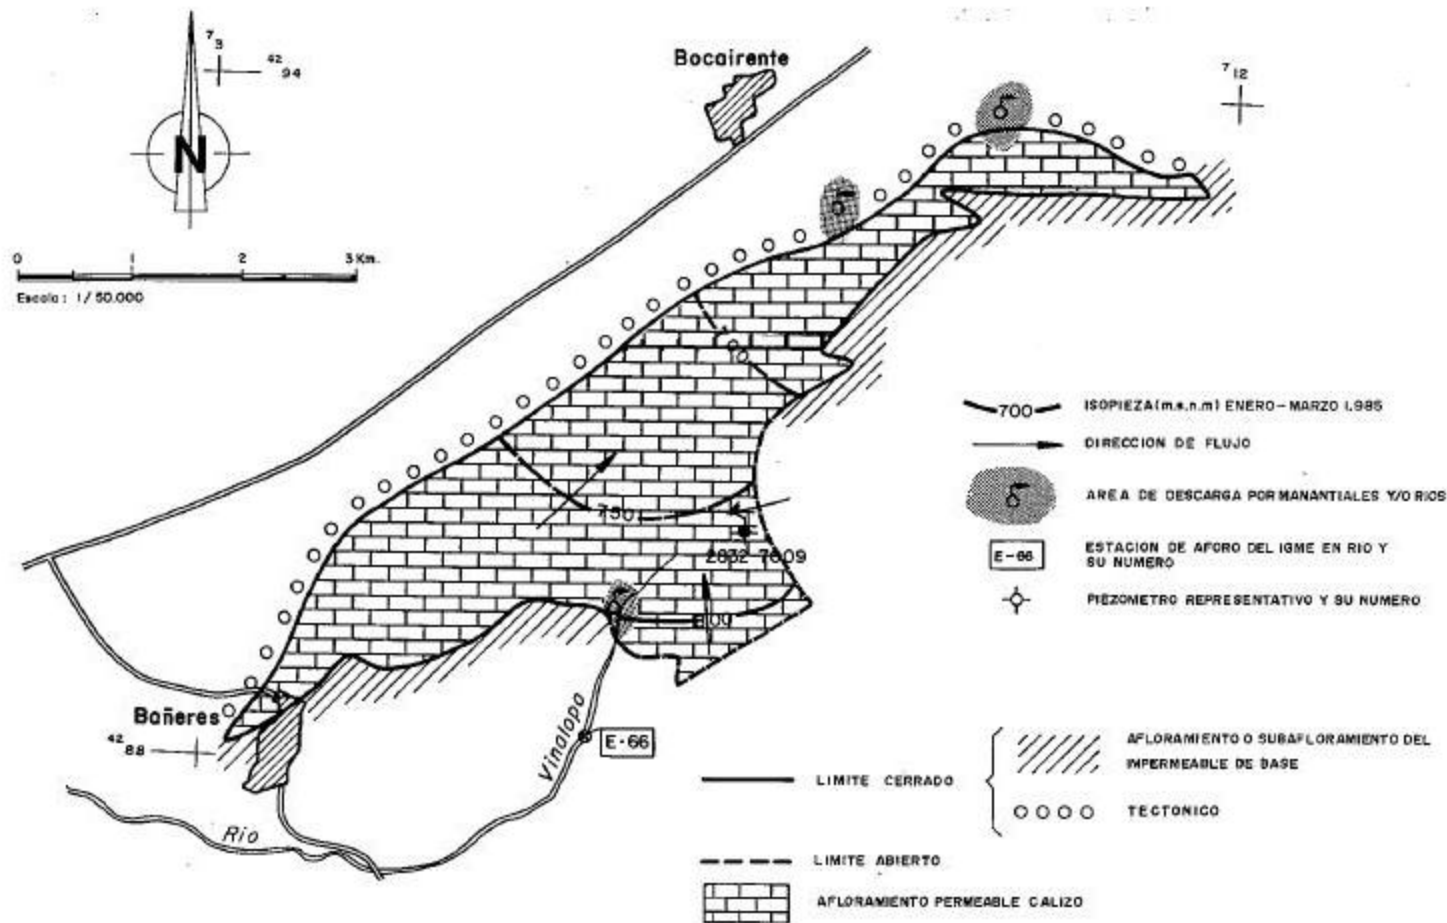 7 3
42 94
N
0 1 2 3 Km.
Escala: 1/50.000
Bocairente
7 12
750
2832-7009
800
Bañeres
42 88
Vinalopo
E-66
Rio
700 ISOPIEZA (m.s.n.m) ENERO-MARZO 1.985
DIRECCION DE FLUJO
AREA DE DESCARGA POR MANANTIALES Y/O RIOS
E-66 ESTACION DE AFORO DEL IGME EN RIO Y
SU NUMERO
PIEZOMETRO REPRESENTATIVO Y SU NUMERO
LIMITE CERRADO
AFLORAMIENTO O SUBAFLORAMIENTO DEL
IMPERMEABLE DE BASE
TECTONICO
LIMITE ABIERTO
AFLORAMIENTO PERMEABLE CALIZO